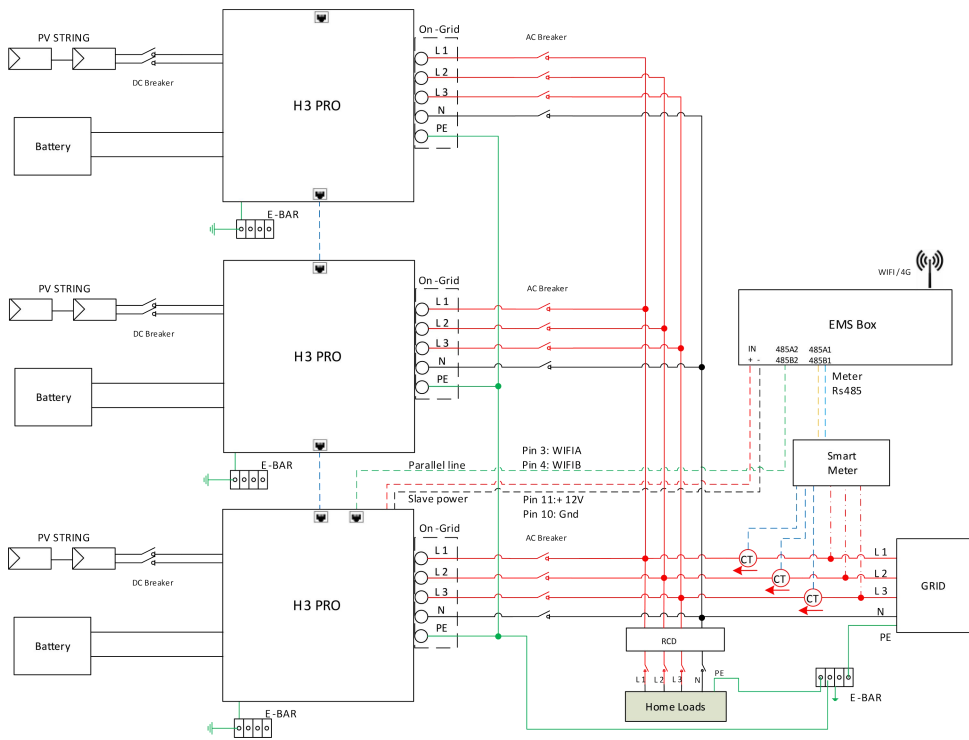 PV STRING
DC Breaker
H3 PRO
Battery
E-BAR
On-Grid
L1
L2
L3
N
PE
AC Breaker
PV STRING
DC Breaker
H3 PRO
Battery
E-BAR
On-Grid
L1
L2
L3
N
PE
AC Breaker
WIFI/4G
EMS Box
IN
+ -
485A2
485B2
485A1
485B1
Meter
Rs485
Smart
Meter
Parallel line
Pin 3: WIFIA
Pin 4: WIFIB
Slave power
Pin 11:+ 12V
Pin 10: Gnd
PV STRING
DC Breaker
H3 PRO
Battery
E-BAR
On-Grid
L1
L2
L3
N
PE
AC Breaker
CT
CT
CT
L1
L2
L3
N
PE
GRID
RCD
L1
L2
L3
N
PE
Home Loads
E-BAR